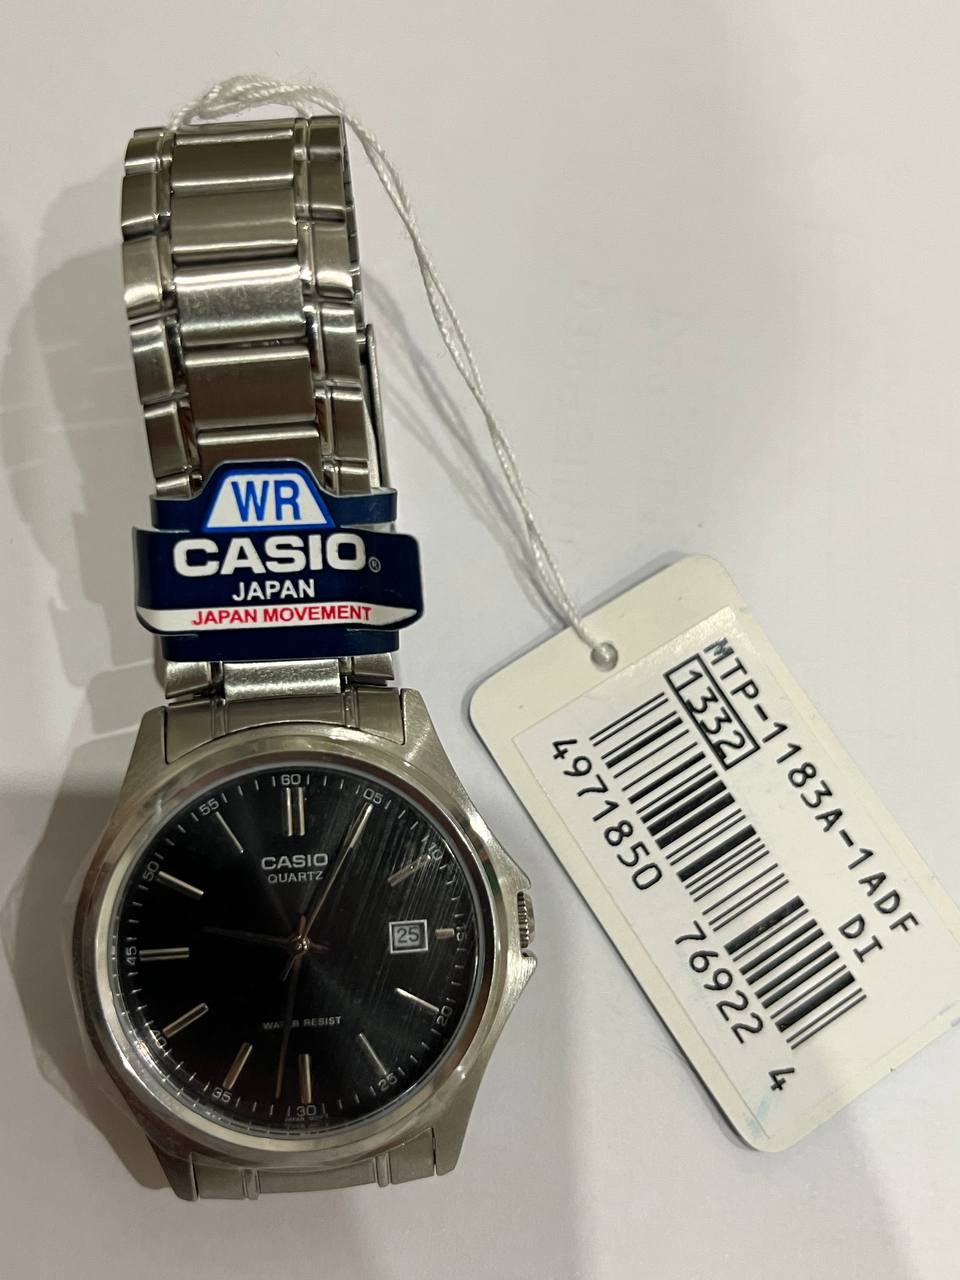 WR
CASIO®
JAPAN
JAPAN MOVEMENT
MTP-1183A-1ADF
1332
DI
4971850 76922 4
60
05
10
15
20
25
30
35
40
45
50
55
CASIO
QUARTZ
25
WATER RESIST